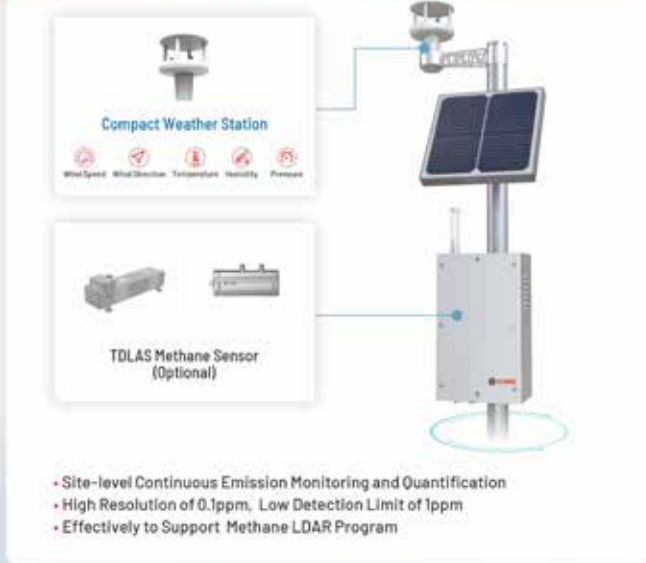 Compact Weather Station
Wind Speed Wind Direction Temperature Humidity Pressure
TDLAS Methane Sensor
(Optional)
• Site-level Continuous Emission Monitoring and Quantification
• High Resolution of 0.1ppm, Low Detection Limit of 1ppm
• Effectively to Support Methane LDAR Program